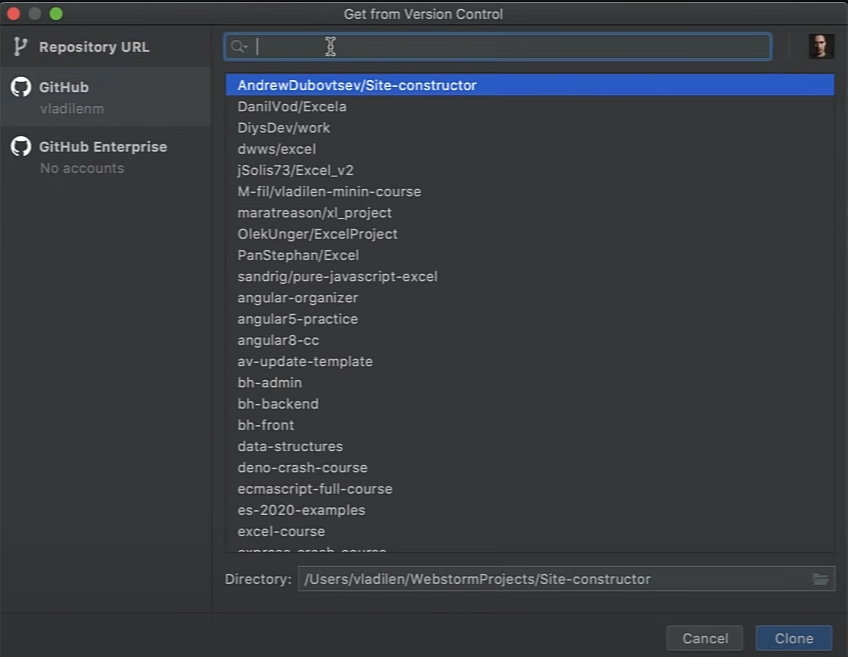 Get from Version Control
Repository URL
GitHub
vladilenm
GitHub Enterprise
No accounts
AndrewDubovtsev/Site-constructor
DanilVod/Excela
DiysDev/work
dwws/excel
jSolis73/Excel_v2
M-fil/vladilen-minin-course
maratreason/xl_project
OlekUnger/ExcelProject
PanStephan/Excel
sandrig/pure-javascript-excel
angular-organizer
angular5-practice
angular8-cc
av-update-template
bh-admin
bh-backend
bh-front
data-structures
deno-crash-course
ecmascript-full-course
es-2020-examples
excel-course
express-crash-course
Directory: /Users/vladilen/WebstormProjects/Site-constructor
Cancel Clone